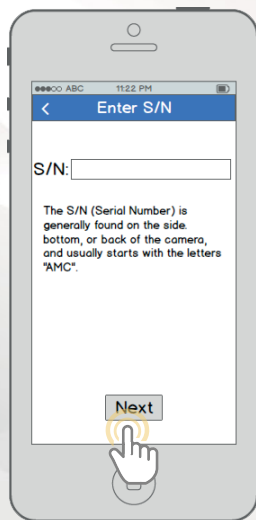 ABC 11:22 PM
< Enter S/N
S/N:
The S/N (Serial Number) is
generally found on the side.
bottom, or back of the camera,
and usually starts with the letters
"AMC".
Next